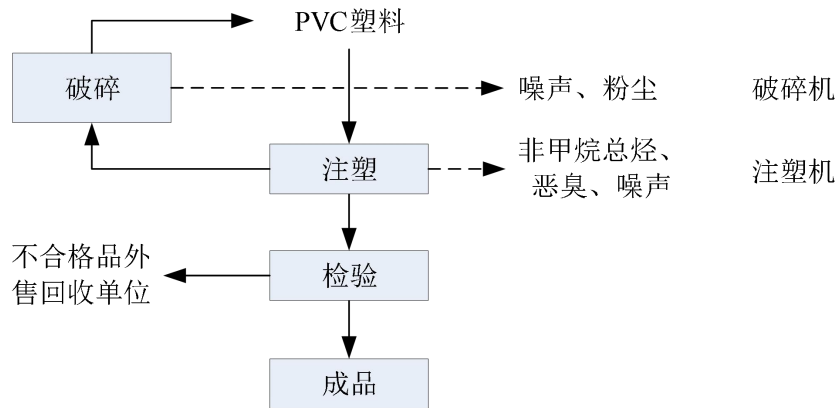 PVC塑料
破碎
噪声、粉尘
破碎机
注塑
非甲烷总烃、
恶臭、噪声
注塑机
不合格品外
售回收单位
检验
成品